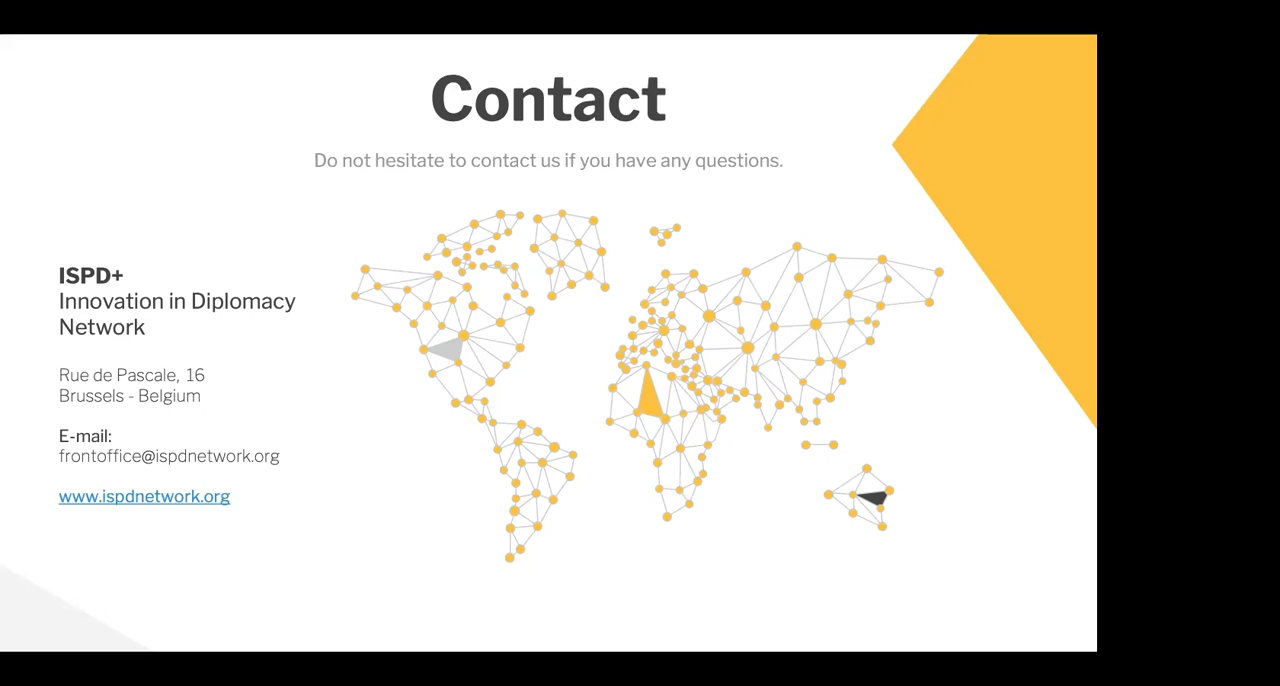 Contact
Do not hesitate to contact us if you have any questions.
ISPD+
Innovation in Diplomacy
Network
Rue de Pascale, 16
Brussels - Belgium
E-mail:
frontoffice@ispdnetwork.org
www.ispdnetwork.org